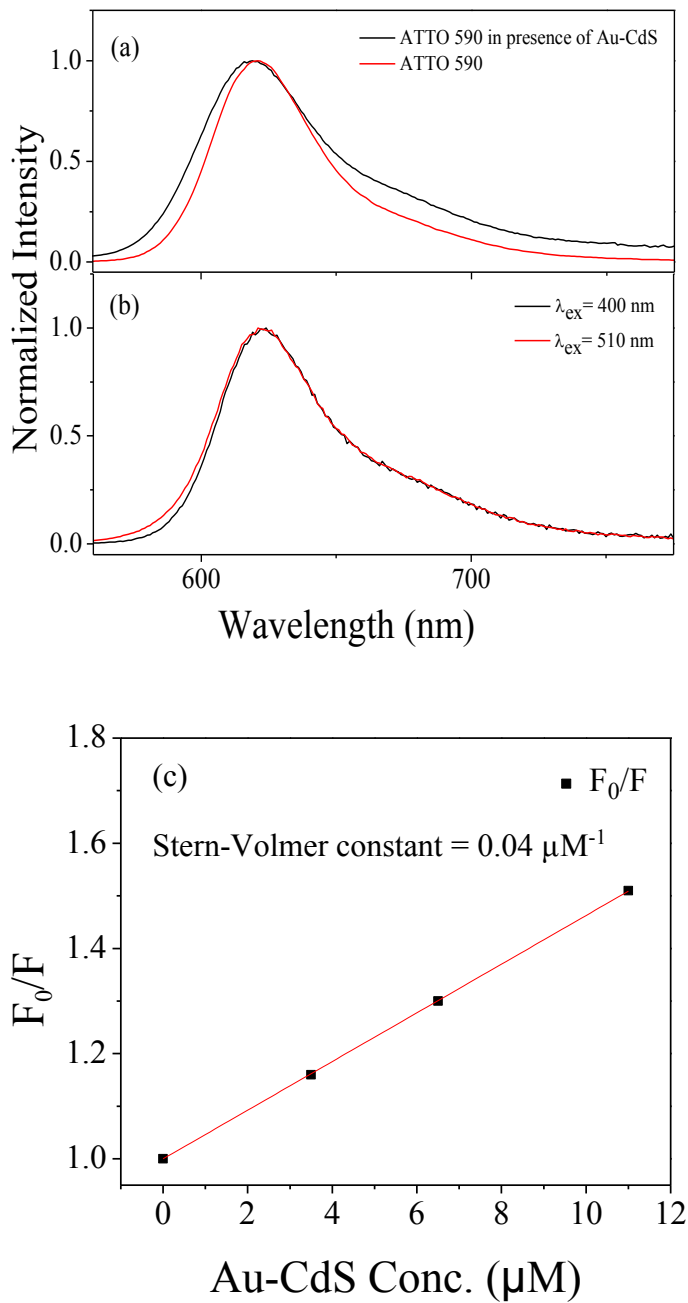 (a)
ATTO 590 in presence of Au-CdS
ATTO 590
1.0
0.5
0.0
(b)
λex= 400 nm
λex= 510 nm
1.0
0.5
0.0
Normalized Intensity
600
700
Wavelength (nm)
(c)
F0/F
Stern-Volmer constant = 0.04 μM-1
1.8
1.6
1.4
1.2
1.0
F0/F
0
2
4
6
8
10
12
Au-CdS Conc. (μM)